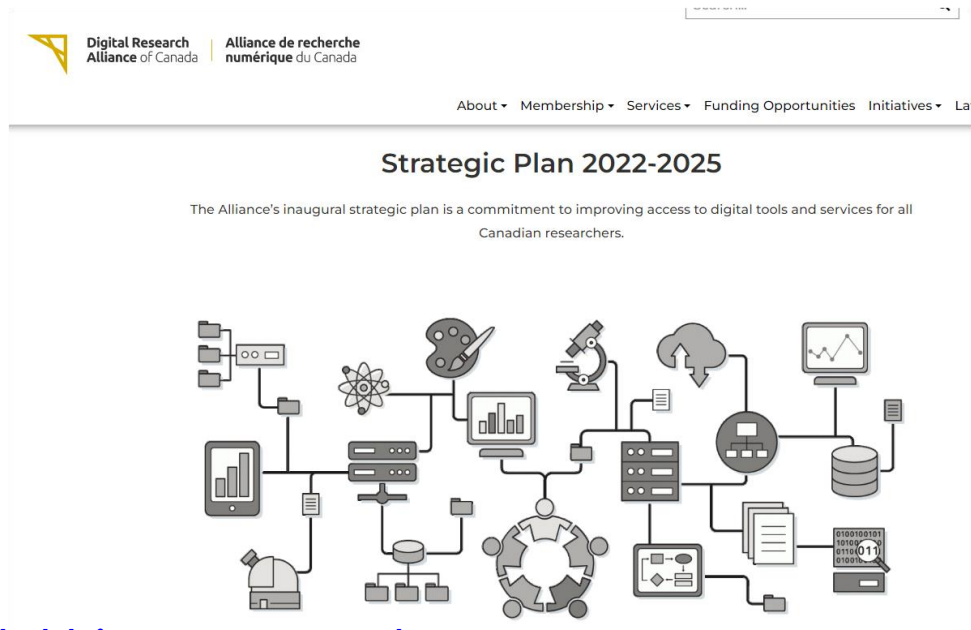 Digital Research
Alliance of Canada
Alliance de recherche
numérique du Canada
About Membership Services Funding Opportunities Initiatives
Strategic Plan 2022-2025
The Alliance's inaugural strategic plan is a commitment to improving access to digital tools and services for all
Canadian researchers.
0100100101
011